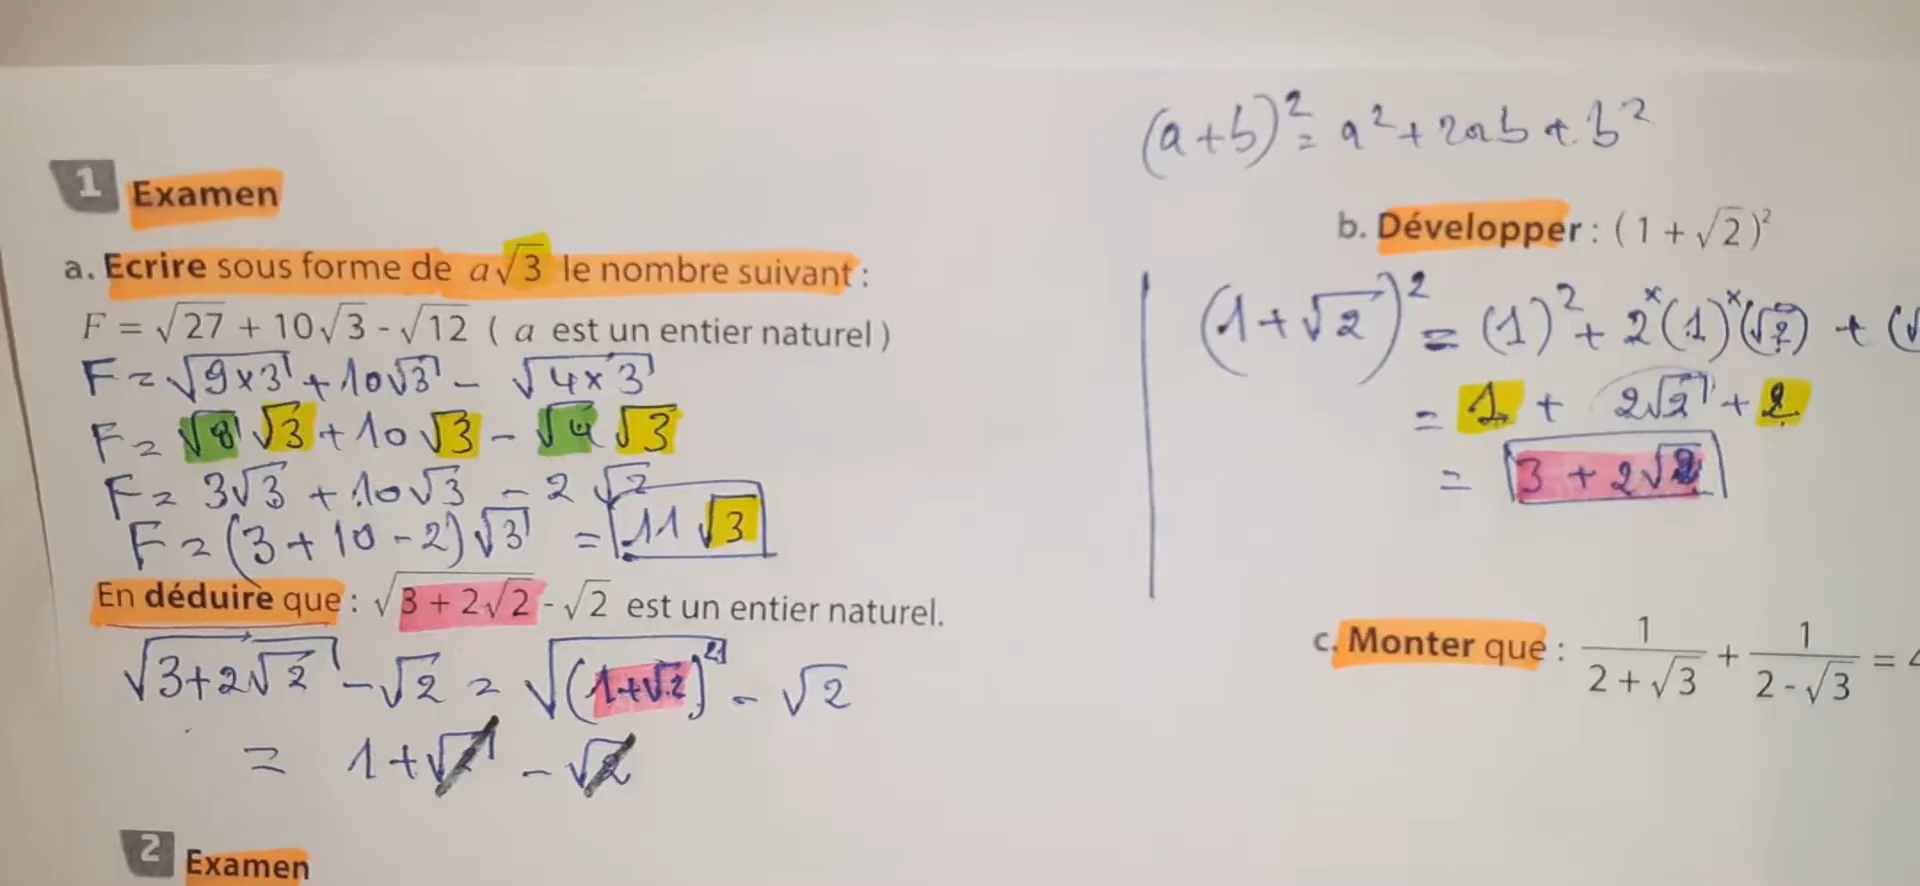 (a+b)² = a² + 2ab + b²
1 Examen
a. Ecrire sous forme de a√3 le nombre suivant :
F = √27 + 10√3 - √12 ( a est un entier naturel )
F = √9×3 + 10√3 - √4×3
F = √9 √3 + 10√3 - √4 √3
F = 3√3 + 10√3 - 2√3
F = (3+10-2)√3 = 11√3
En déduire que : √(3 + 2√2) - √2 est un entier naturel.
√(3+2√2) - √2 = √((1+√2)²) - √2
= 1+√2 - √2
b. Développer : (1 + √2)²
(1+√2)² = (1)² + 2×(1)×(√2) + (√
= 1 + 2√2 + 2
= 3 + 2√2
c. Monter que : 1/(2 + √3) + 1/(2 - √3) = 4
2 Examen